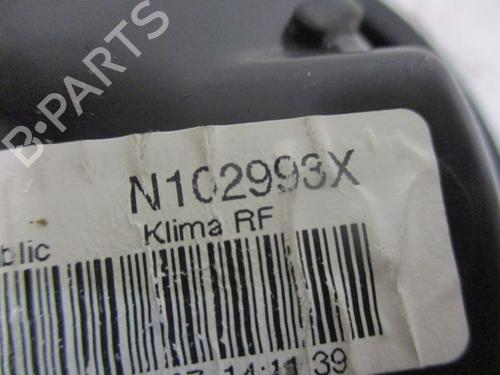 B-PARTS
N102993X
Klima RF
blic
14:11 39